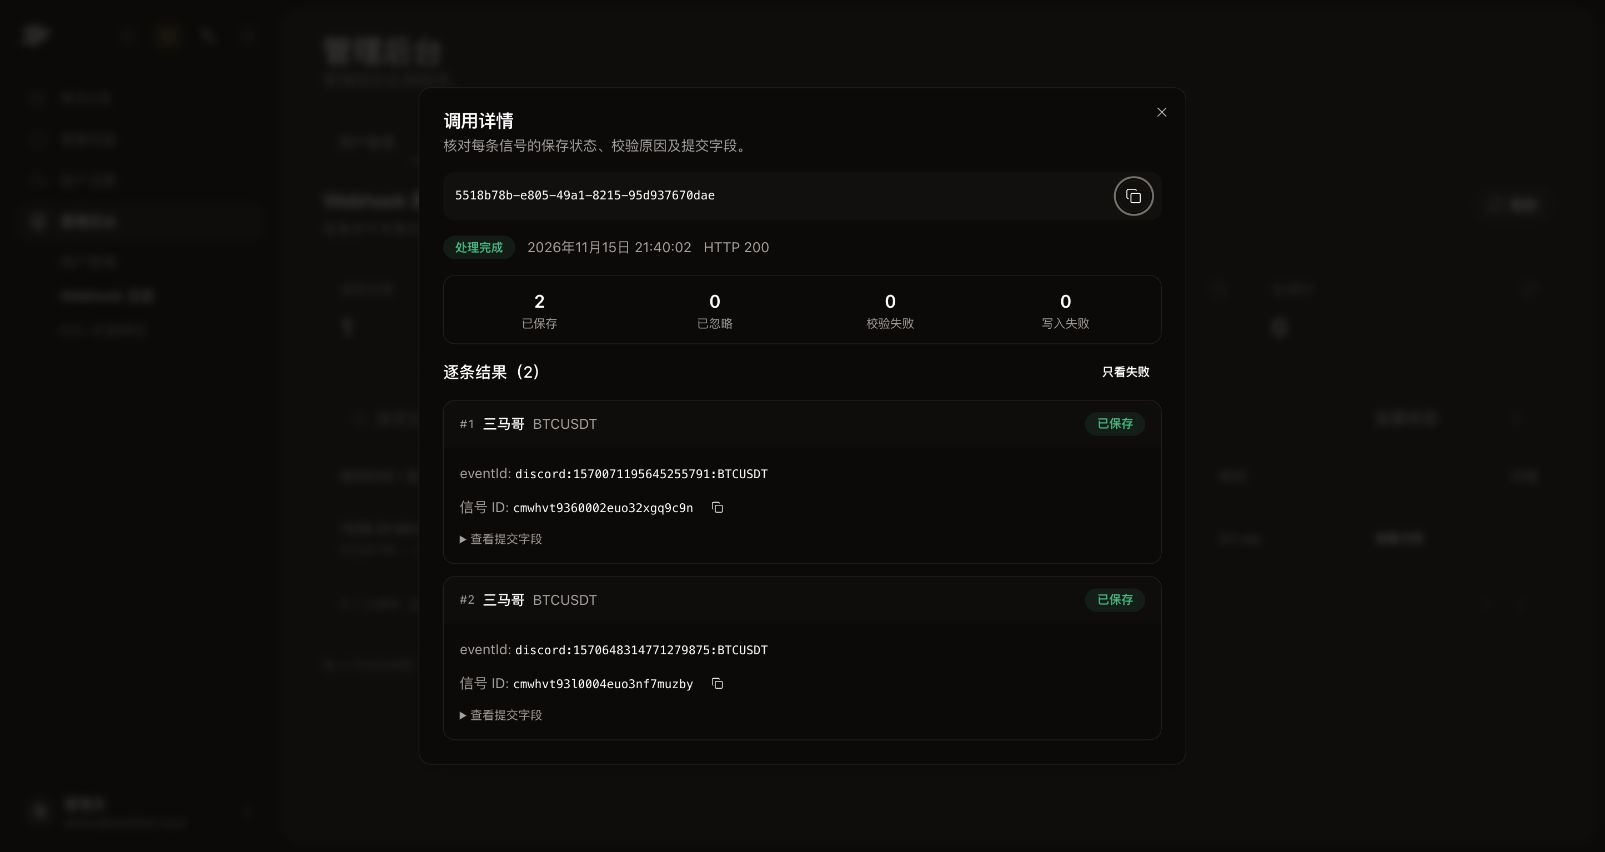 管理后台
调用详情
核对每条信号的保存状态、校验原因及提交字段。
5518b78b-e805-49a1-8215-95d937670dae
处理完成 2026年11月15日 21:40:02 HTTP 200
2 0 0 0
已保存 已忽略 校验失败 写入失败
逐条结果（2） 只看失败
#1 三马哥 BTCUSDT 已保存
eventId: discord:1570071195645255791:BTCUSDT
信号 ID: cmwhvt9360002euo32xgq9c9n
▶ 查看提交字段
#2 三马哥 BTCUSDT 已保存
eventId: discord:1570648314771279875:BTCUSDT
信号 ID: cmwhvt93l0004euo3nf7muzby
▶ 查看提交字段